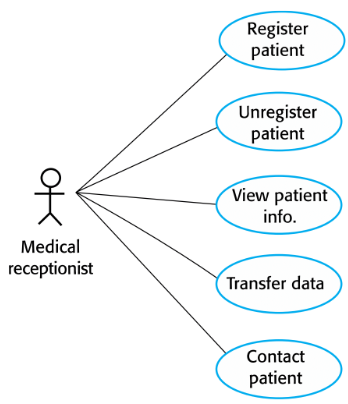 Register
patient
Unregister
patient
View patient
info.
Medical
receptionist
Transfer data
Contact
patient